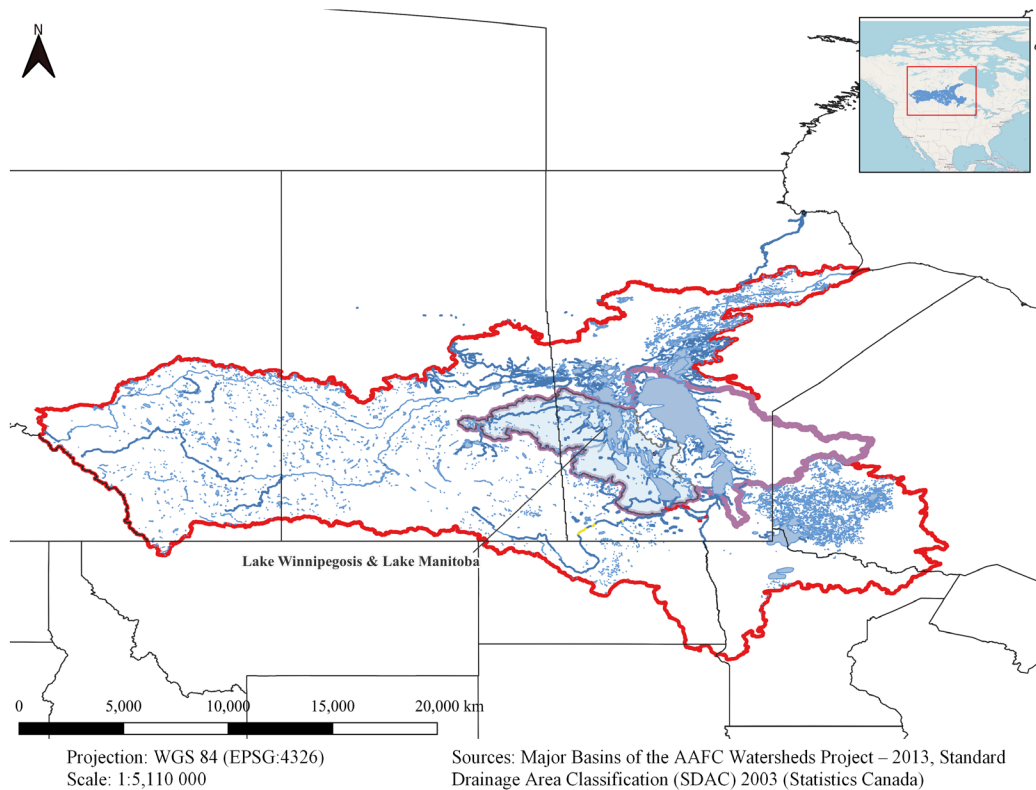 N
Lake Winnipegosis & Lake Manitoba
0 5,000 10,000 15,000 20,000 km
Projection: WGS 84 (EPSG:4326)
Scale: 1:5,110 000
Sources: Major Basins of the AAFC Watersheds Project – 2013, Standard
Drainage Area Classification (SDAC) 2003 (Statistics Canada)